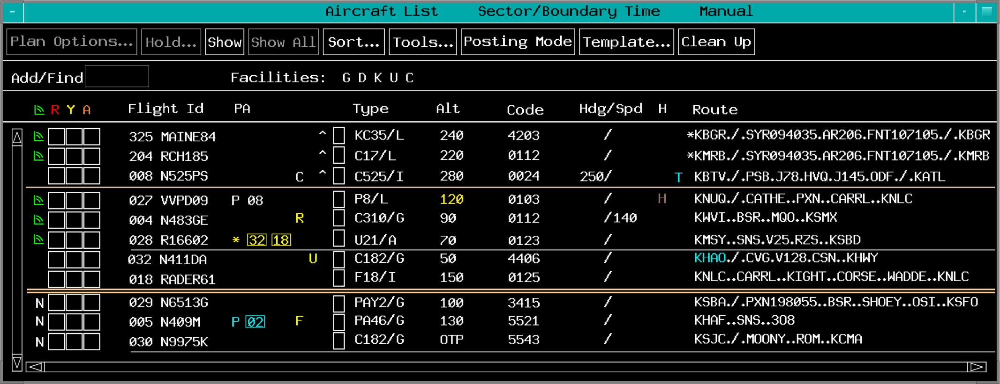 Aircraft List Sector/Boundary Time Manual
Plan Options... Hold... Show Show All Sort... Tools... Posting Mode Template... Clean Up
Add/Find Facilities: G D K U C
R Y A Flight Id PA Type Alt Code Hdg/Spd H Route
325 MAINE84 ^ KC35/L 240 4203 / *KBGR./.SYR094035.AR206.FNT107105./.KBGR
204 RCH185 ^ C17/L 220 0112 / *KMRB./.SYR094035.AR206.FNT107105./.KMRB
008 N525PS C ^ C525/I 280 0024 250/ T KBTV./.PSB.J78.HVQ.J145.ODF./.KATL
027 VVPD09 P 08 P8/L 120 0103 / H KNUQ./.CATHE..PXN..CARRL..KNLC
004 N483GE R C310/G 90 0112 /140 KWVI..BSR..MQO..KSMX
028 R16602 * 32 18 U21/A 70 0123 / KMSY..SNS.V25.RZS..KSBD
032 N411DA U C182/G 50 4406 / KHAO./.CVG.V128.CSN..KHWY
018 RADER61 F18/I 150 0125 / KNLC..CARRL..KIGHT..CORSE..WADDE..KNLC
N 029 N6513G PAY2/G 100 3415 / KSBA./.PXN198055..BSR..SHOEY..OSI..KSFO
N 005 N409M P 02 F PA46/G 130 5521 / KHAF..SNS..3O8
N 030 N9975K C182/G OTP 5543 / KSJC./.MOONY..ROM..KCMA